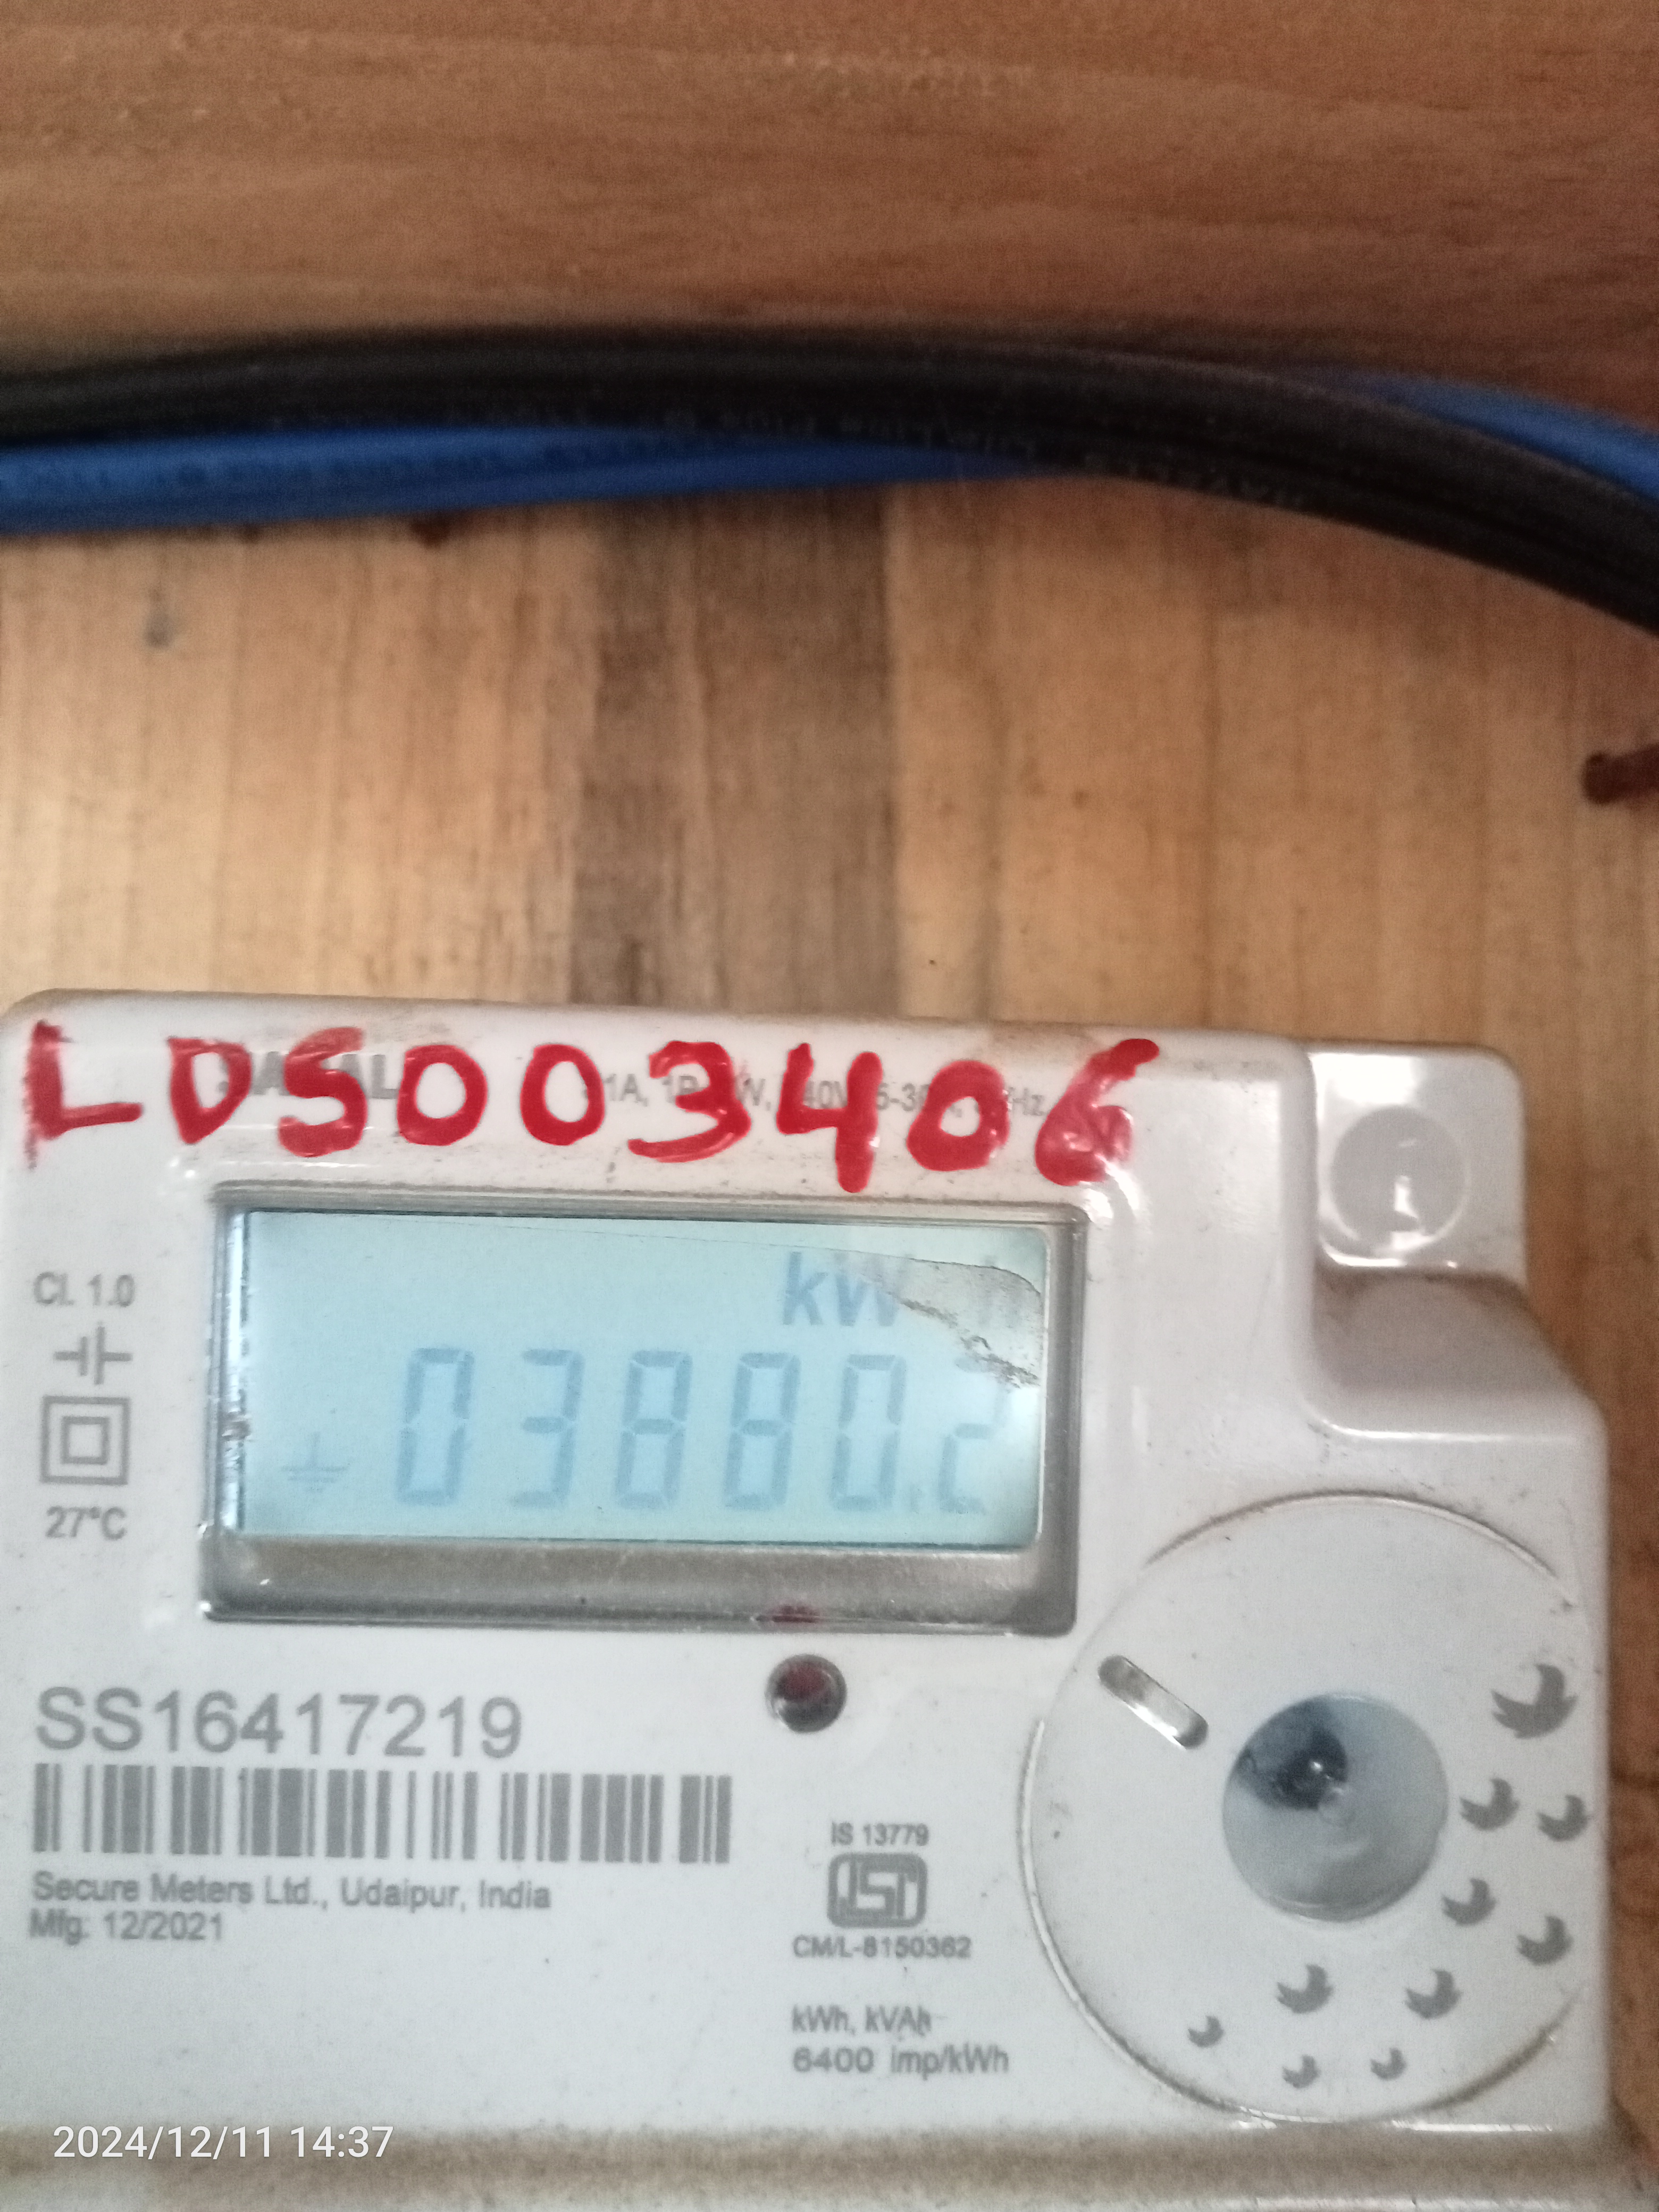 LDS003406
Cl. 1.0
27°C
kW
03880.2
SS16417219
Secure Meters Ltd., Udaipur, India
Mfg. 12/2021
IS 13779
ISI
CM/L-8150362
kWh, kVAh
6400 imp/kWh
2024/12/11 14:37